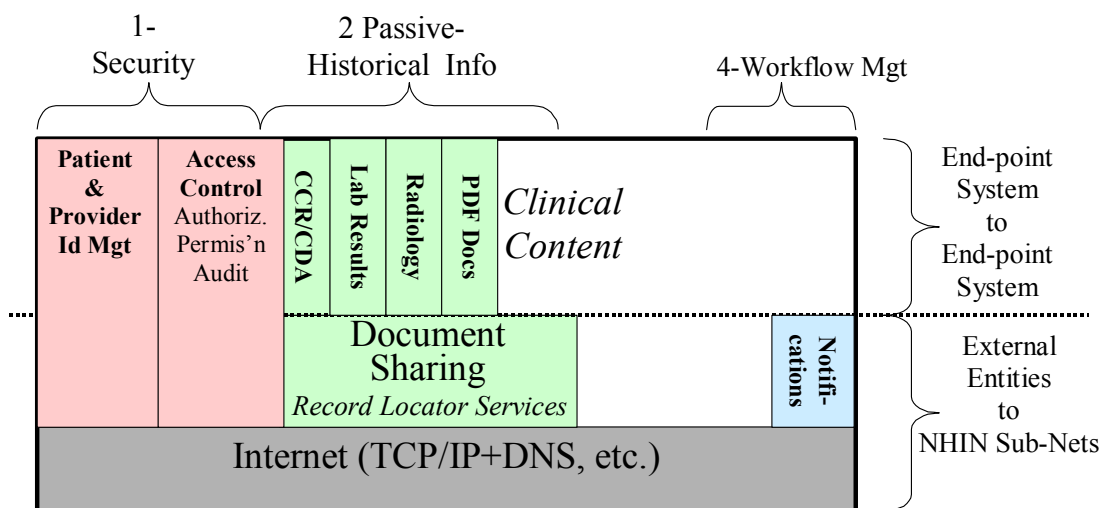 1-
Security
2 Passive-
Historical Info
4-Workflow Mgt
Patient
&
Provider
Id Mgt
Access
Control
Authoriz.
Permis'n
Audit
CCR/CDA
Lab Results
Radiology
PDF Docs
Clinical
Content
End-point
System
to
End-point
System
Document
Sharing
Record Locator Services
Notifi-
cations
External
Entities
to
NHIN Sub-Nets
Internet (TCP/IP+DNS, etc.)